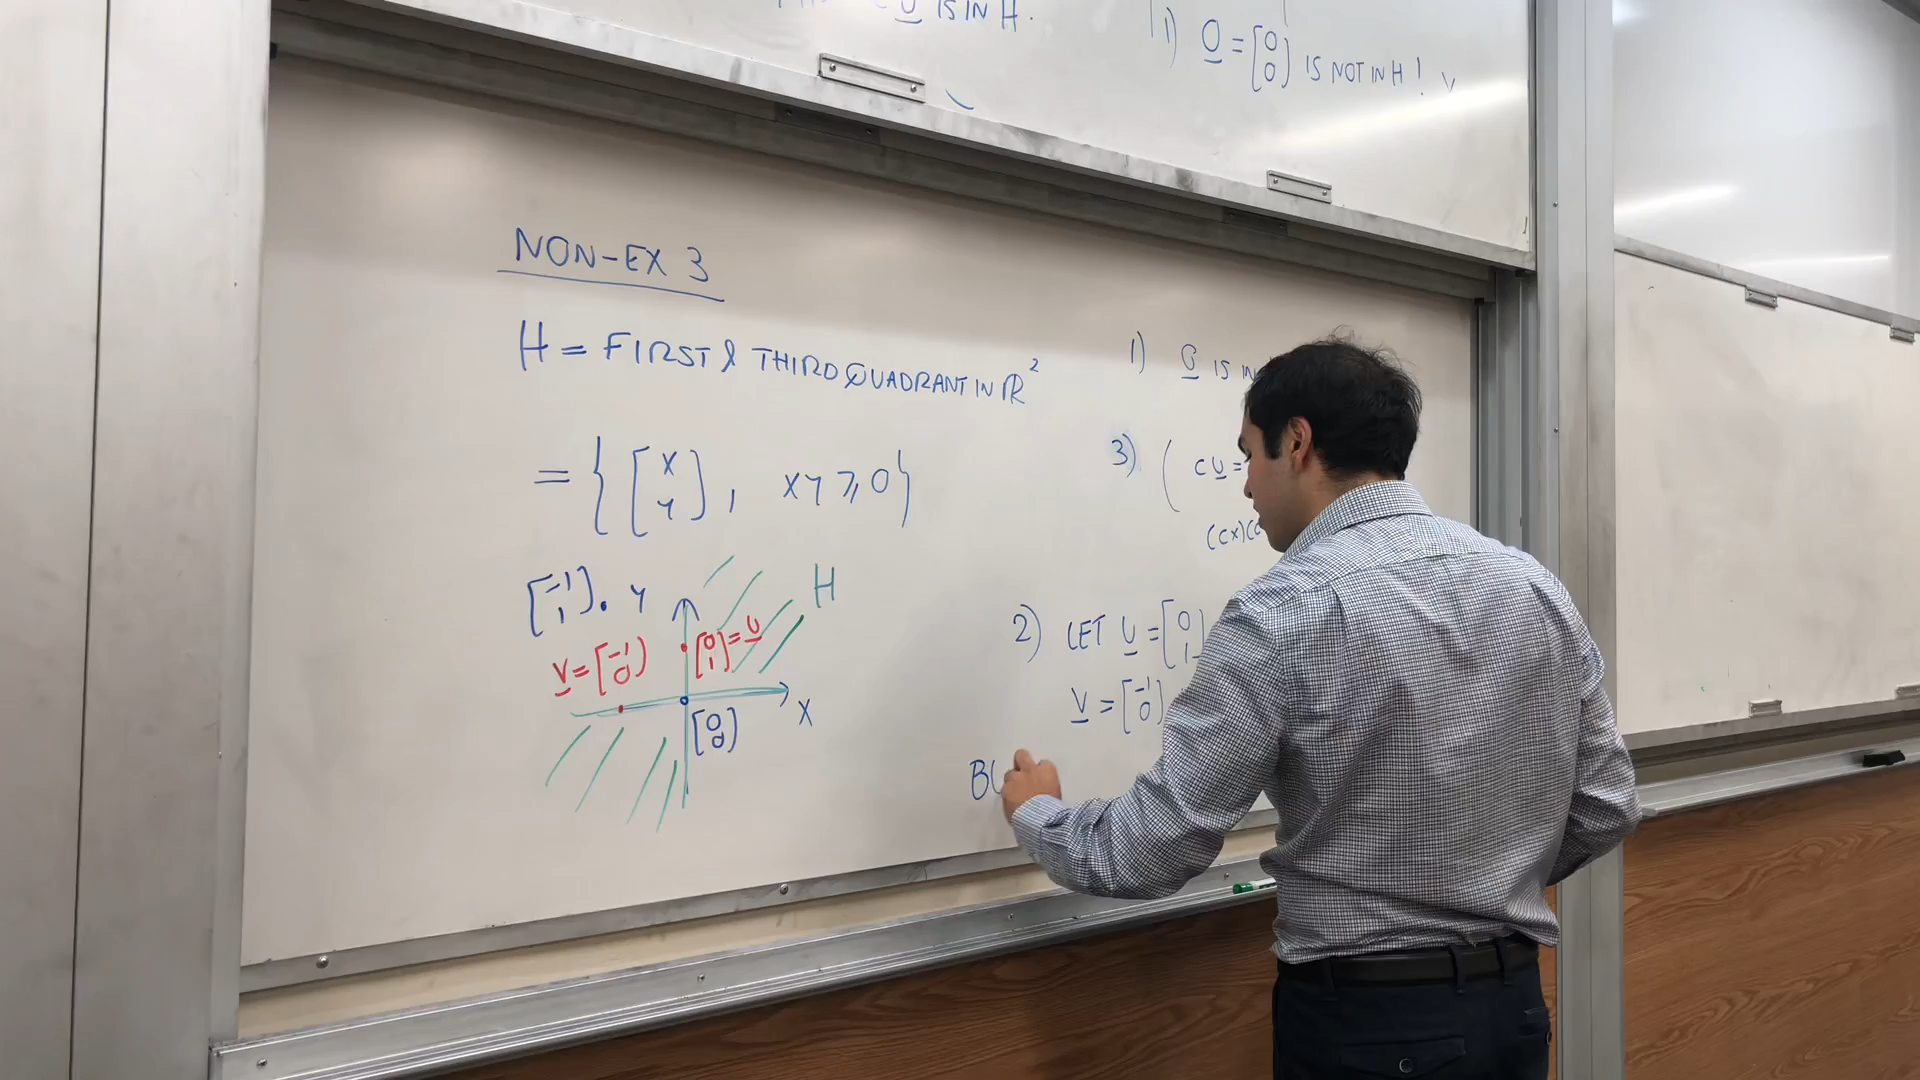 U IS IN H.
1) 0 = [0 0] IS NOT IN H!
NON-EX 3
H = FIRST & THIRD QUADRANT IN ℝ²
= { [X Y], XY ⩾ 0 }
[-1 1]. Y
H
V = [-1 0]
[0 1] = U
X
[0 0]
1) 0 IS IN
3) ( CU =
(CX)(C
2) LET U = [0 1]
V = [-1 0]